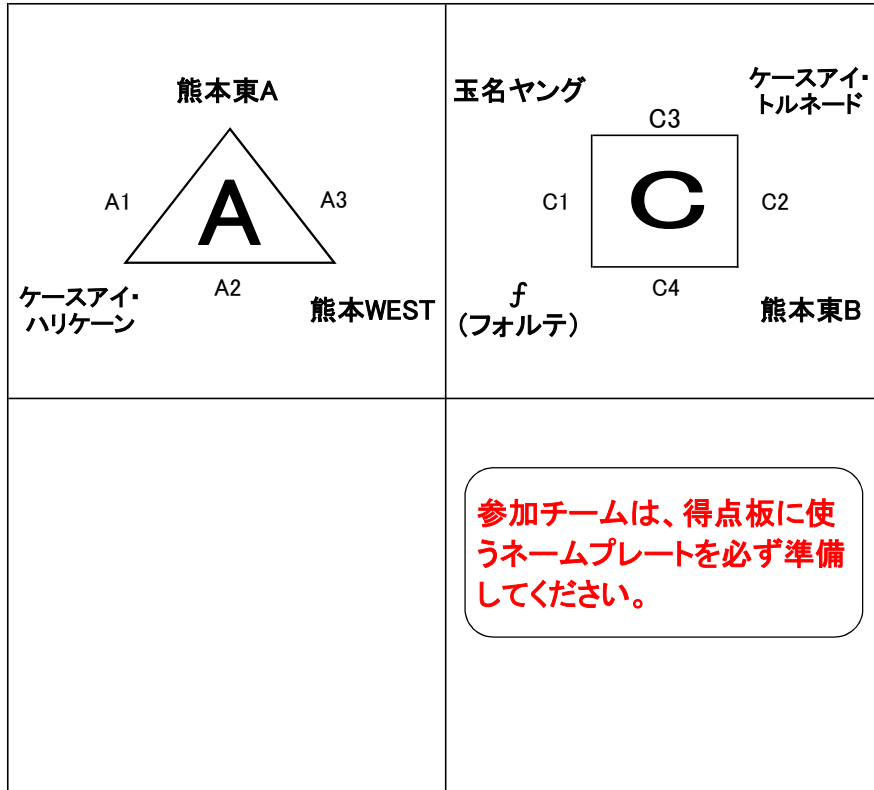 熊本東A
A1
A
A3
A2
ケースアイ・
ハリケーン
熊本WEST
玉名ヤング
ケースアイ・
トルネード
C3
C1
C
C2
C4
f
(フォルテ)
熊本東B
参加チームは、得点板に使
うネームプレートを必ず準備
してください。